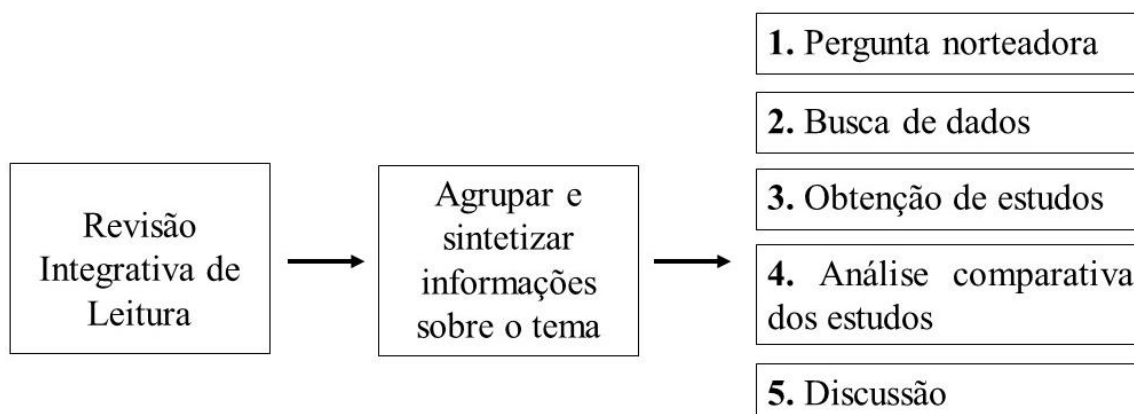 Revisão
Integrativa de
Leitura
Agrupar e
sintetizar
informações
sobre o tema
1. Pergunta norteadora
2. Busca de dados
3. Obtenção de estudos
4. Análise comparativa
dos estudos
5. Discussão